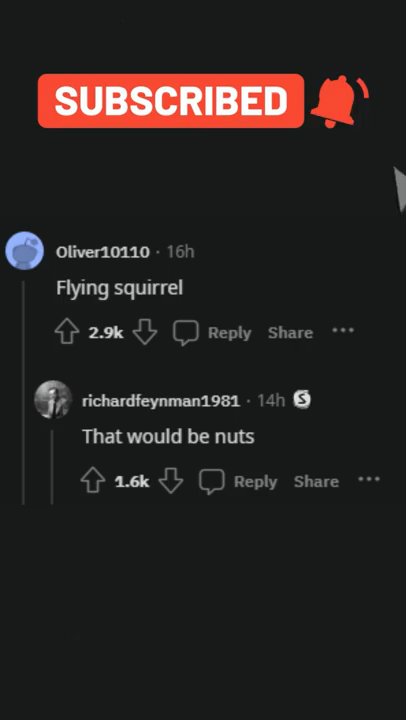 SUBSCRIBED
Oliver10110 · 16h
Flying squirrel
2.9k Reply Share ···
richardfeynman1981 · 14h S
That would be nuts
1.6k Reply Share ···